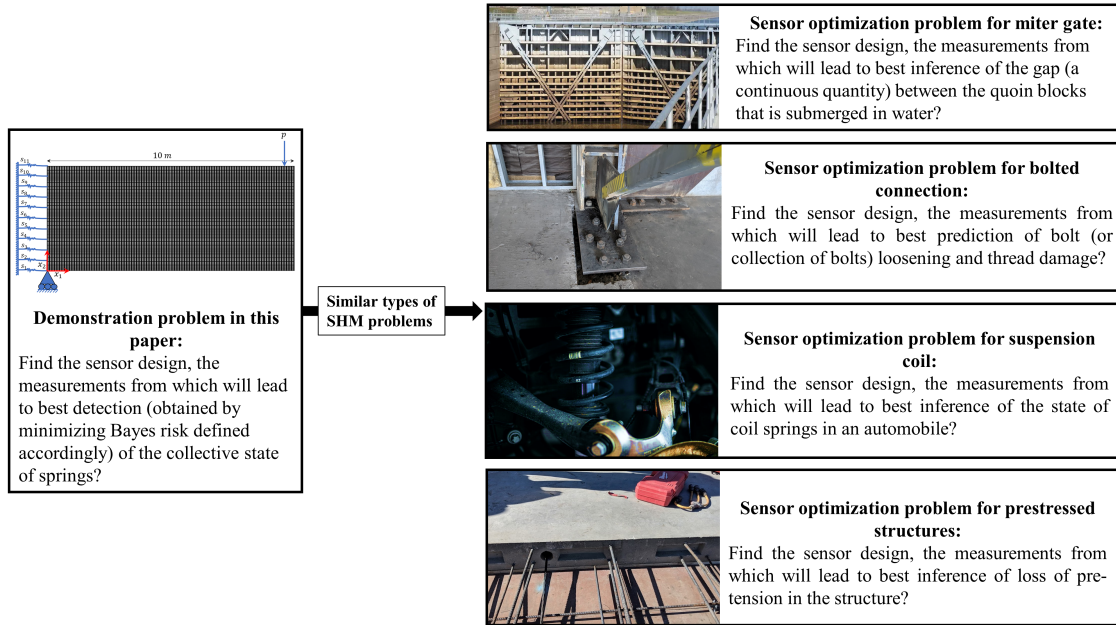 p
10 m
s₁₁
s₁₀
s₉
s₈
s₇
s₆
s₅
s₄
s₃
s₂
s₁
x₂
x₁
Demonstration problem in this
paper:
Find the sensor design, the
measurements from which will lead
to best detection (obtained by
minimizing Bayes risk defined
accordingly) of the collective state
of springs?
Similar types of
SHM problems
Sensor optimization problem for miter gate:
Find the sensor design, the measurements from
which will lead to best inference of the gap (a
continuous quantity) between the quoin blocks
that is submerged in water?
Sensor optimization problem for bolted
connection:
Find the sensor design, the measurements from
which will lead to best prediction of bolt (or
collection of bolts) loosening and thread damage?
Sensor optimization problem for suspension
coil:
Find the sensor design, the measurements from
which will lead to best inference of the state of
coil springs in an automobile?
Sensor optimization problem for prestressed
structures:
Find the sensor design, the measurements from
which will lead to best inference of loss of pre-
tension in the structure?